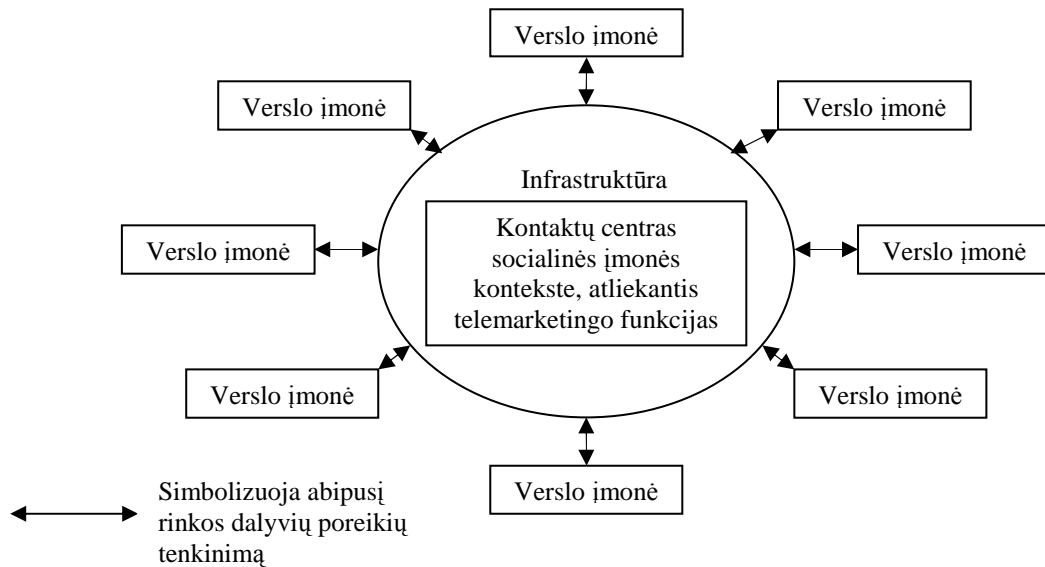 Verslo įmonė
Verslo įmonė
Verslo įmonė
Infrastruktūra
Kontaktų centras
socialinės įmonės
kontekste, atliekantis
telemarketingo funkcijas
Verslo įmonė
Verslo įmonė
Verslo įmonė
Verslo įmonė
Verslo įmonė
Simbolizuoja abipusį
rinkos dalyvių poreikių
tenkinimą